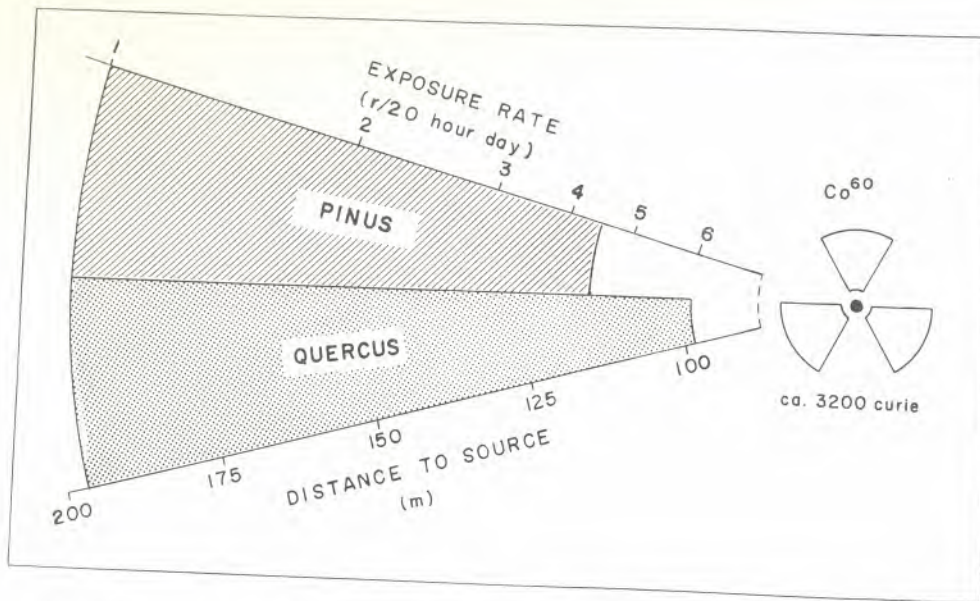 EXPOSURE RATE
(r/20 hour day)
1
2
3
4
5
6
PINUS
QUERCUS
200
175
150
125
100
DISTANCE TO SOURCE
(m)
Co⁶⁰
ca. 3200 curie